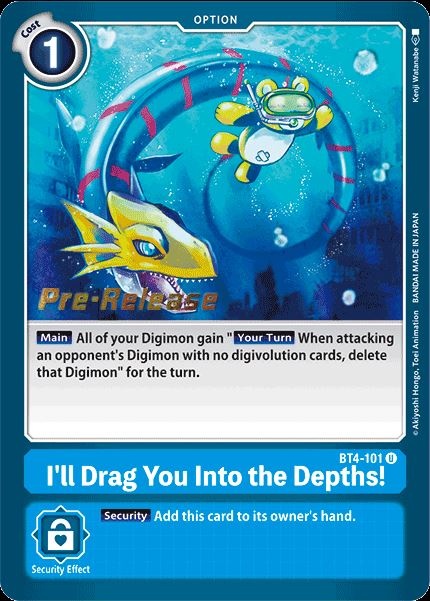 OPTION
Cost
1
Kenji Watanabe
Pre-Release
Main All of your Digimon gain "Your Turn When attacking
an opponent's Digimon with no digivolution cards, delete
that Digimon" for the turn.
©Akiyoshi Hongo, Toei Animation BANDAI MADE IN JAPAN
BT4-101 U
I'll Drag You Into the Depths!
Security Add this card to its owner's hand.
Security Effect